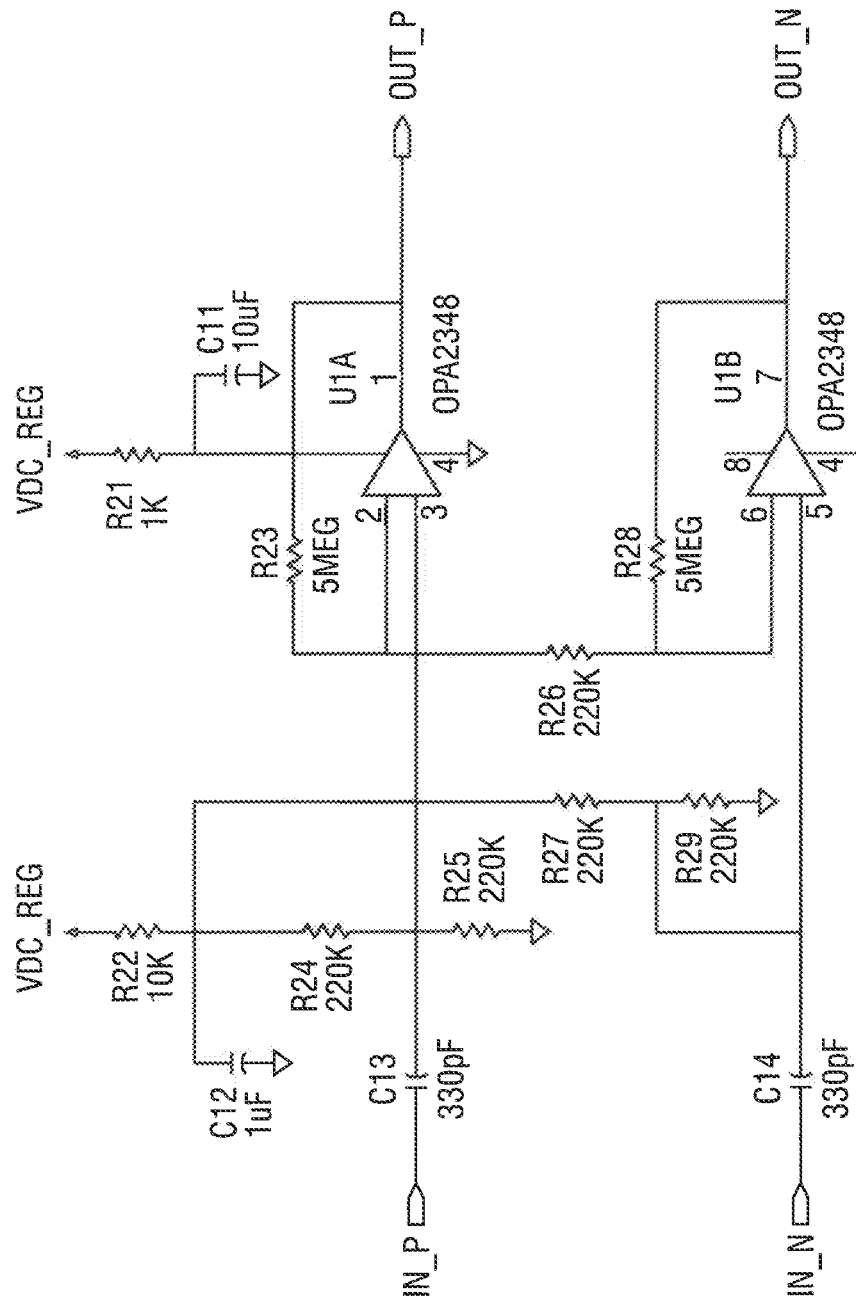 VDC_REG
R21
1K
C11
10uF
VDC_REG
R22
10K
C12
1uF
R23
5MEG
U1A
1
OPA2348
2
3
4
R24
220K
R25
220K
C13
330pF
IN_P
OUT_P
R26
220K
R27
220K
R29
220K
R28
5MEG
U1B
7
OPA2348
8
6
5
4
C14
330pF
IN_N
OUT_N